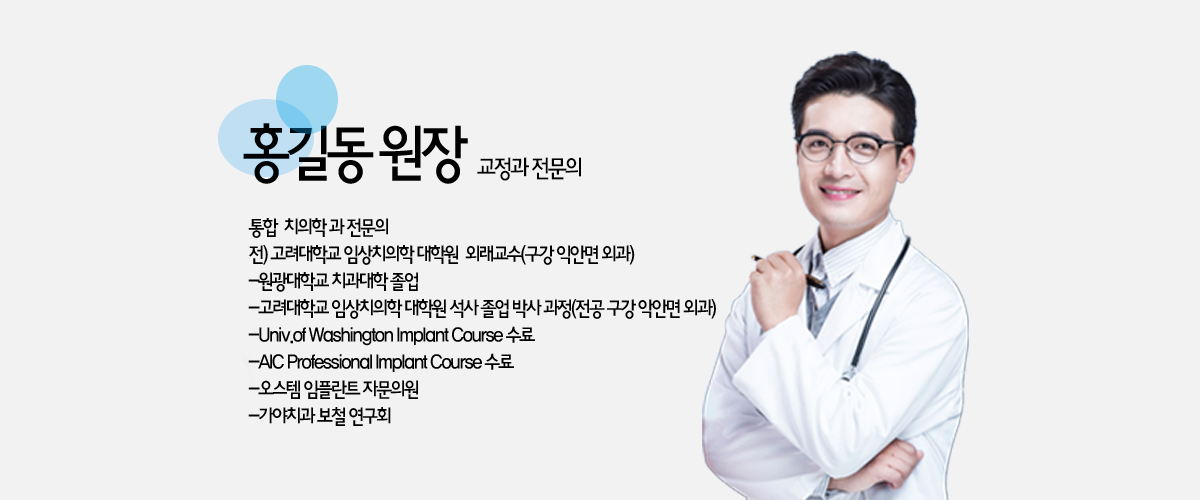 홍길동 원장 교정과 전문의
통합 치의학 과 전문의
전) 고려대학교 임상치의학 대학원 외래교수(구강 악안면 외과)
-원광대학교 치과대학 졸업
-고려대학교 임상치의학 대학원 석사 졸업 박사 과정(전공 구강 악안면 외과)
-Univ.of Washington Implant Course 수료
-AIC Professional Implant Course 수료
-오스템 임플란트 자문의원
-가야치과 보철 연구회